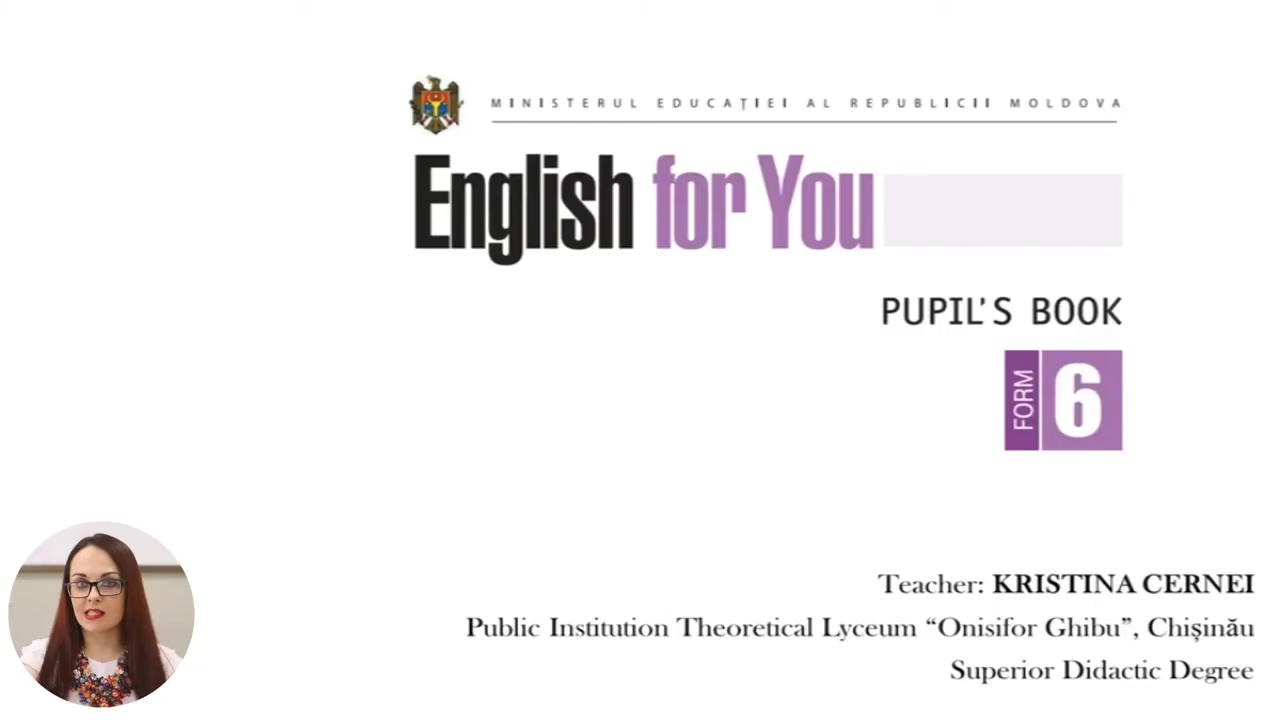 MINISTERUL EDUCAȚIEI AL REPUBLICII MOLDOVA
English for You
PUPIL'S BOOK
FORM 6
Teacher: KRISTINA CERNEI
Public Institution Theoretical Lyceum “Onisifor Ghibu”, Chișinău
Superior Didactic Degree